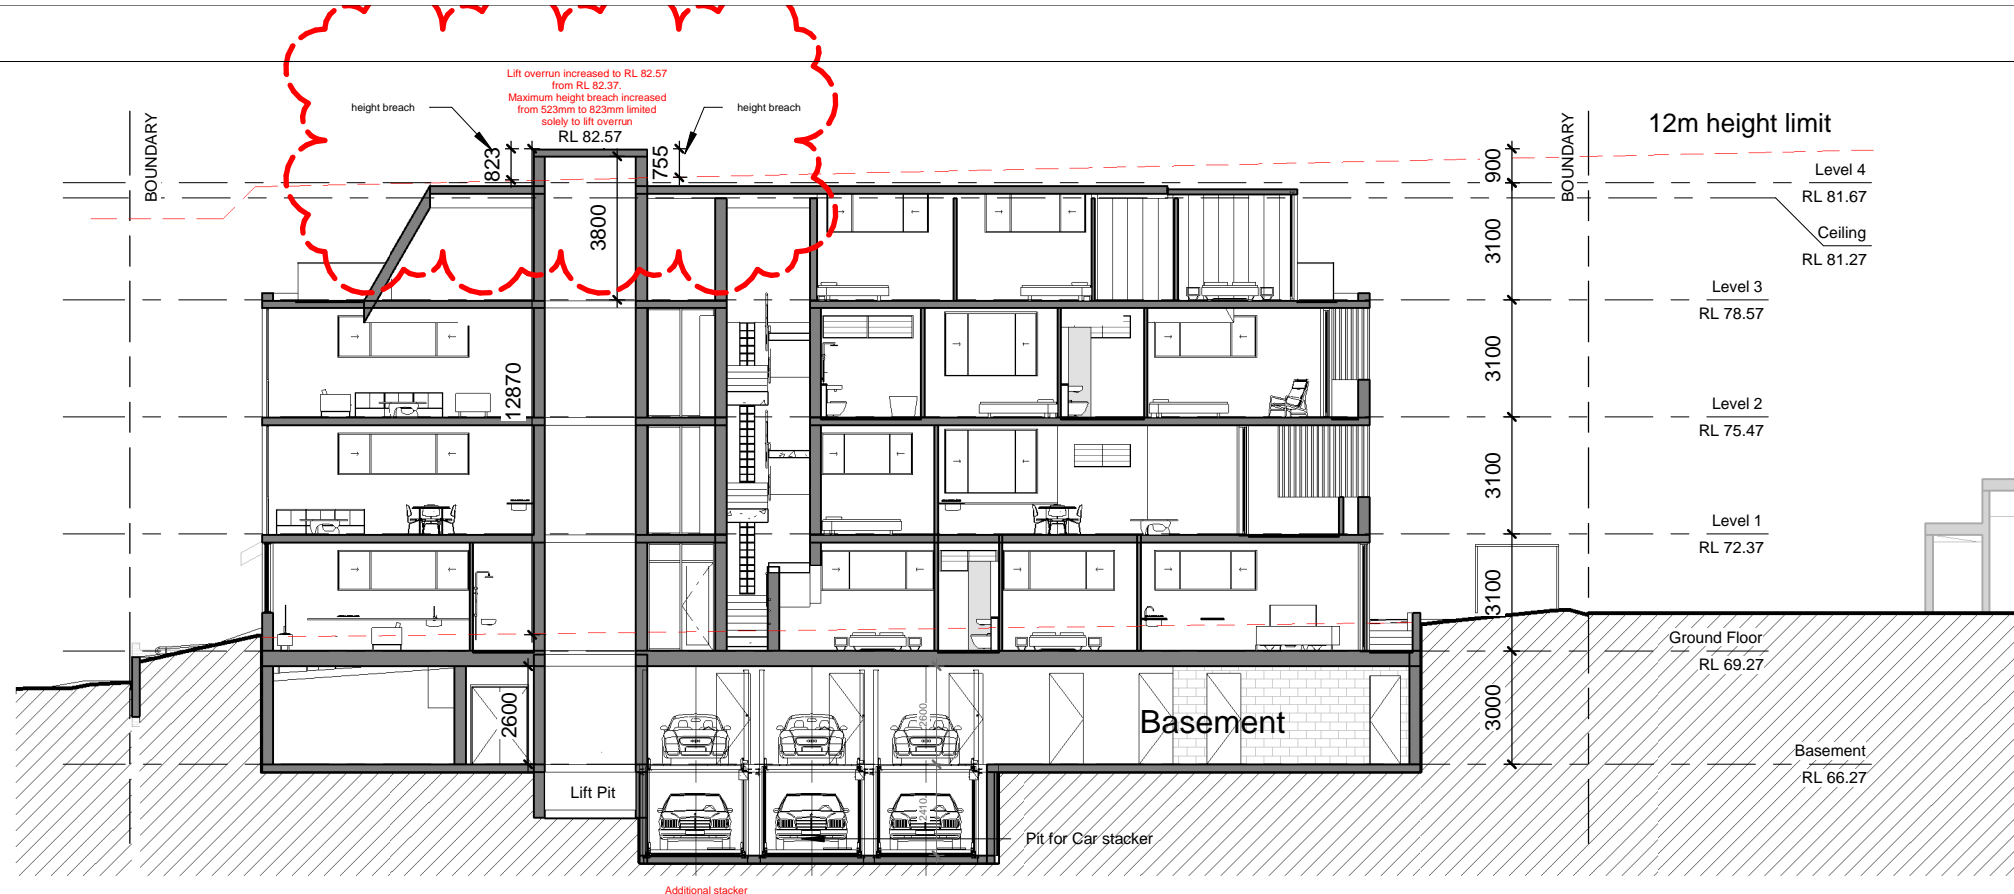 Lift overrun increased to RL 82.57
from RL 82.37.
Maximum height breach increased
from 523mm to 823mm limited
solely to lift overrun
RL 82.57
height breach
height breach
BOUNDARY
BOUNDARY
12m height limit
823
755
900
Level 4
RL 81.67
Ceiling
RL 81.27
3800
3100
Level 3
RL 78.57
12870
3100
Level 2
RL 75.47
3100
Level 1
RL 72.37
3100
Ground Floor
RL 69.27
2600
2600
Basement
3000
Basement
RL 66.27
Lift Pit
2410
Pit for Car stacker
Additional stacker